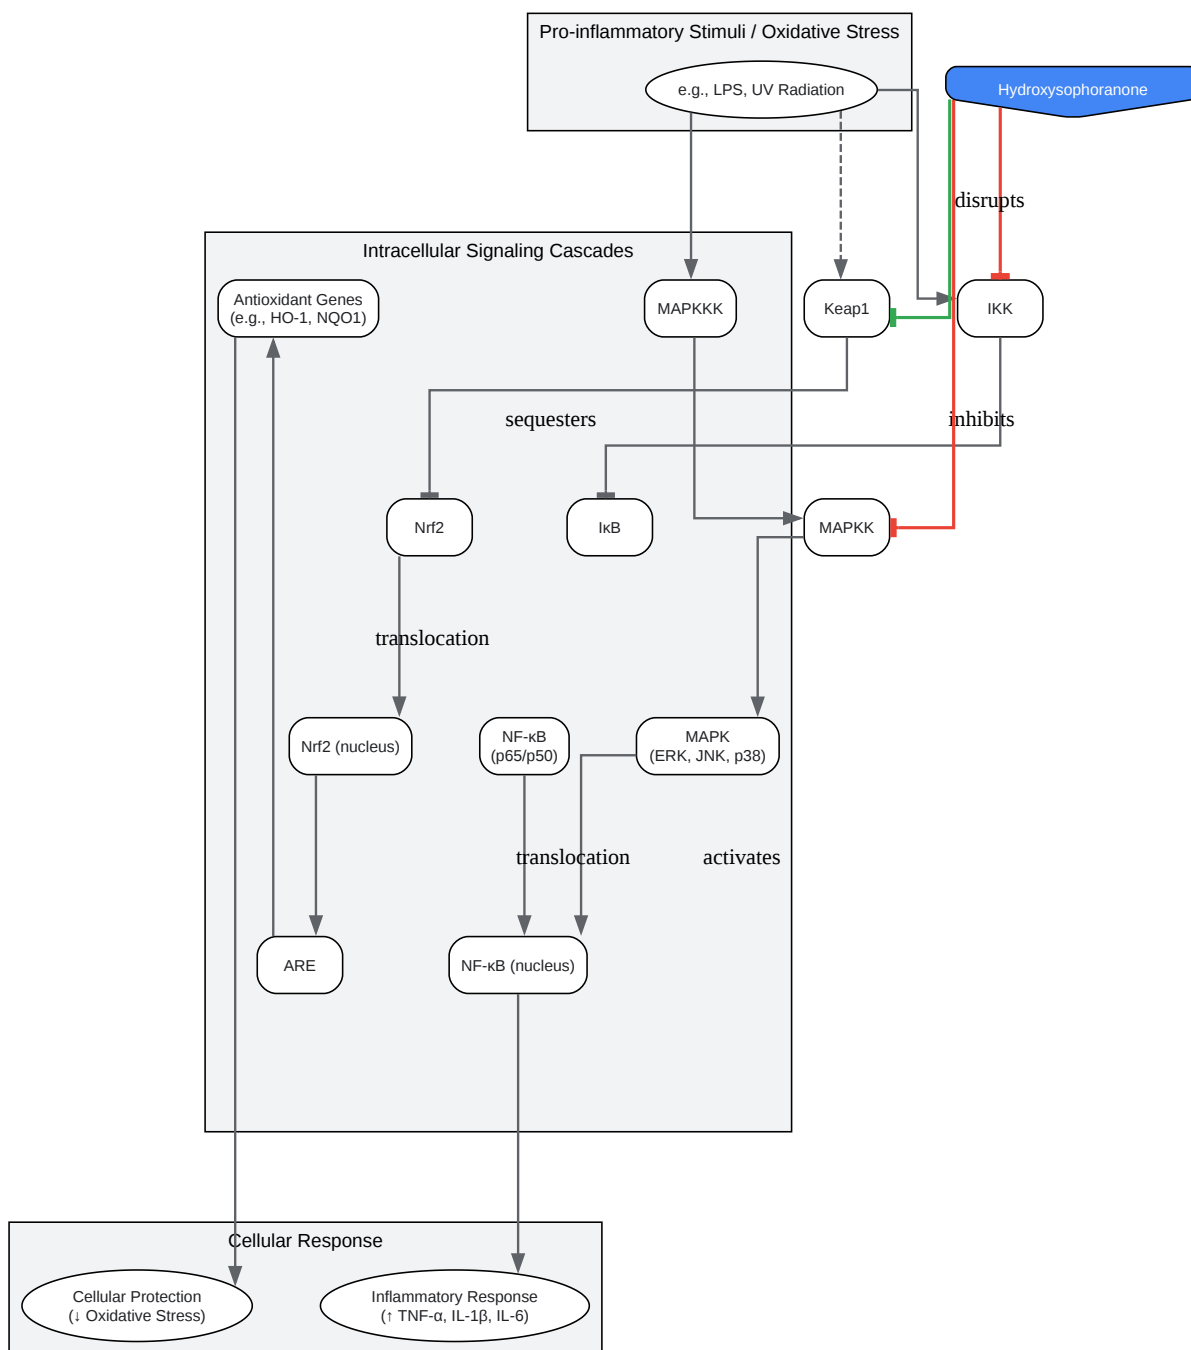 Pro-inflammatory Stimuli / Oxidative Stress
e.g., LPS, UV Radiation
Hydroxysophoranone
disrupts
Intracellular Signaling Cascades
Antioxidant Genes
(e.g., HO-1, NQO1)
MAPKKK
Keap1
IKK
sequesters
inhibits
Nrf2
IκB
MAPKK
translocation
Nrf2 (nucleus)
NF-κB
(p65/p50)
MAPK
(ERK, JNK, p38)
translocation
activates
ARE
NF-κB (nucleus)
Cellular Response
Cellular Protection
(↓ Oxidative Stress)
Inflammatory Response
(↑ TNF-α, IL-1β, IL-6)